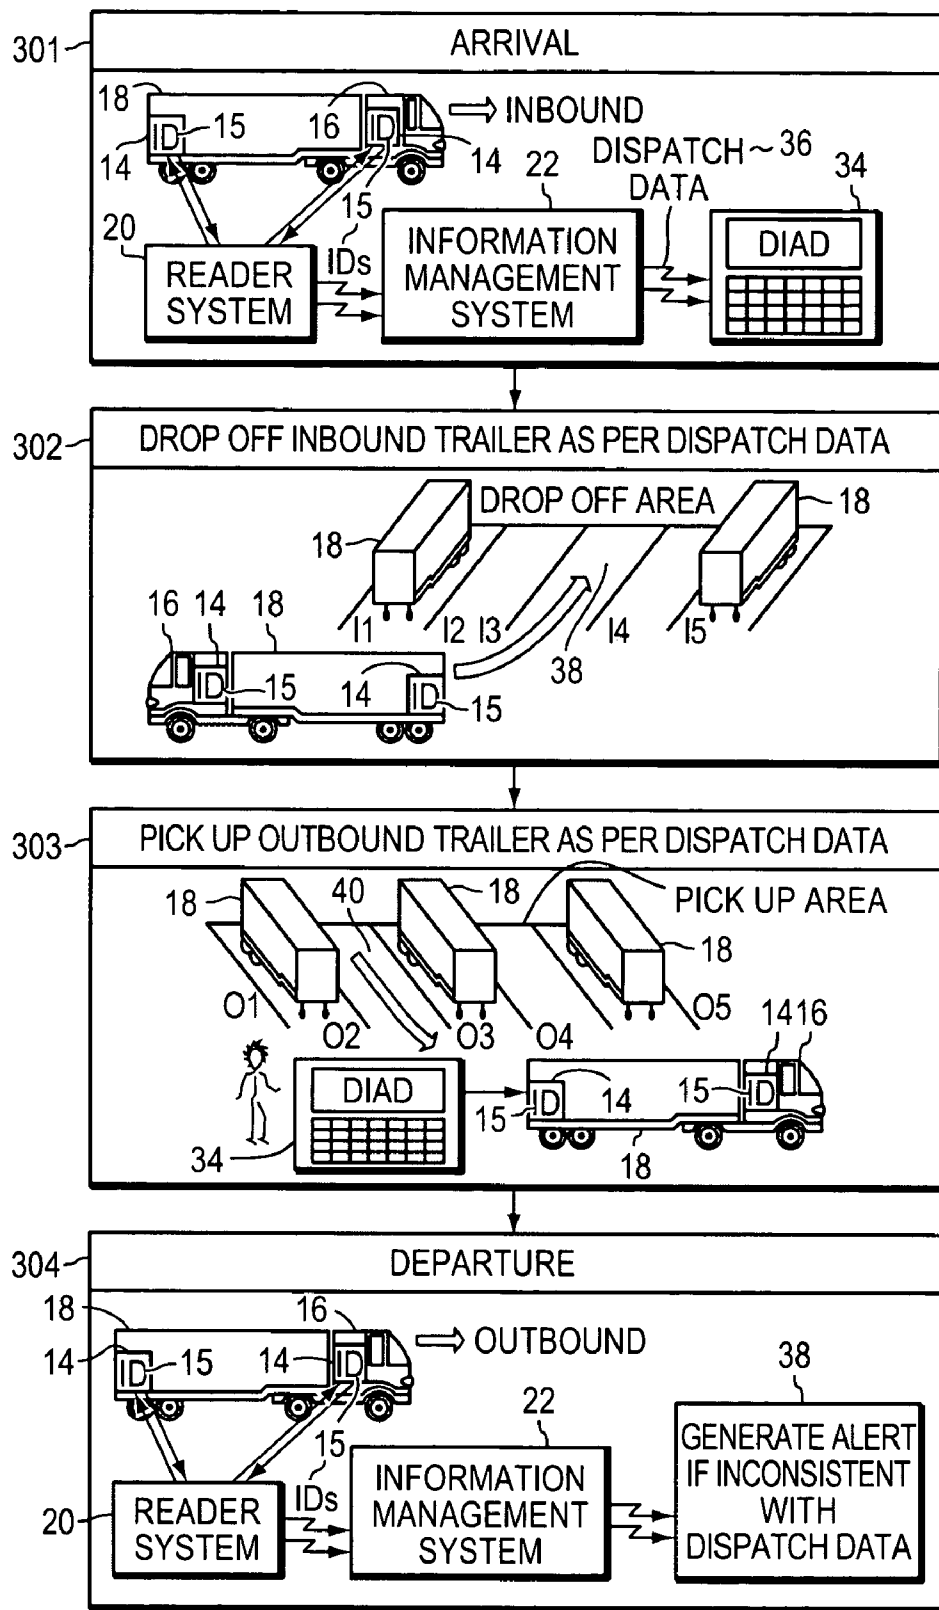 301
ARRIVAL
18
ID
15
14
16
ID
14
INBOUND
DISPATCH
DATA
36
15
22
34
20
READER
SYSTEM
IDs
INFORMATION
MANAGEMENT
SYSTEM
DIAD
302
DROP OFF INBOUND TRAILER AS PER DISPATCH DATA
DROP OFF AREA
18
18
I1
I2
I3
I4
I5
38
16
14
18
ID
15
14
ID
15
303
PICK UP OUTBOUND TRAILER AS PER DISPATCH DATA
18
40
18
PICK UP AREA
18
O1
O2
O3
O4
O5
14
16
DIAD
15
ID
14
15
ID
34
18
304
DEPARTURE
18
16
14
ID
15
14
ID
OUTBOUND
15
22
38
20
READER
SYSTEM
IDs
INFORMATION
MANAGEMENT
SYSTEM
GENERATE ALERT
IF INCONSISTENT
WITH
DISPATCH DATA